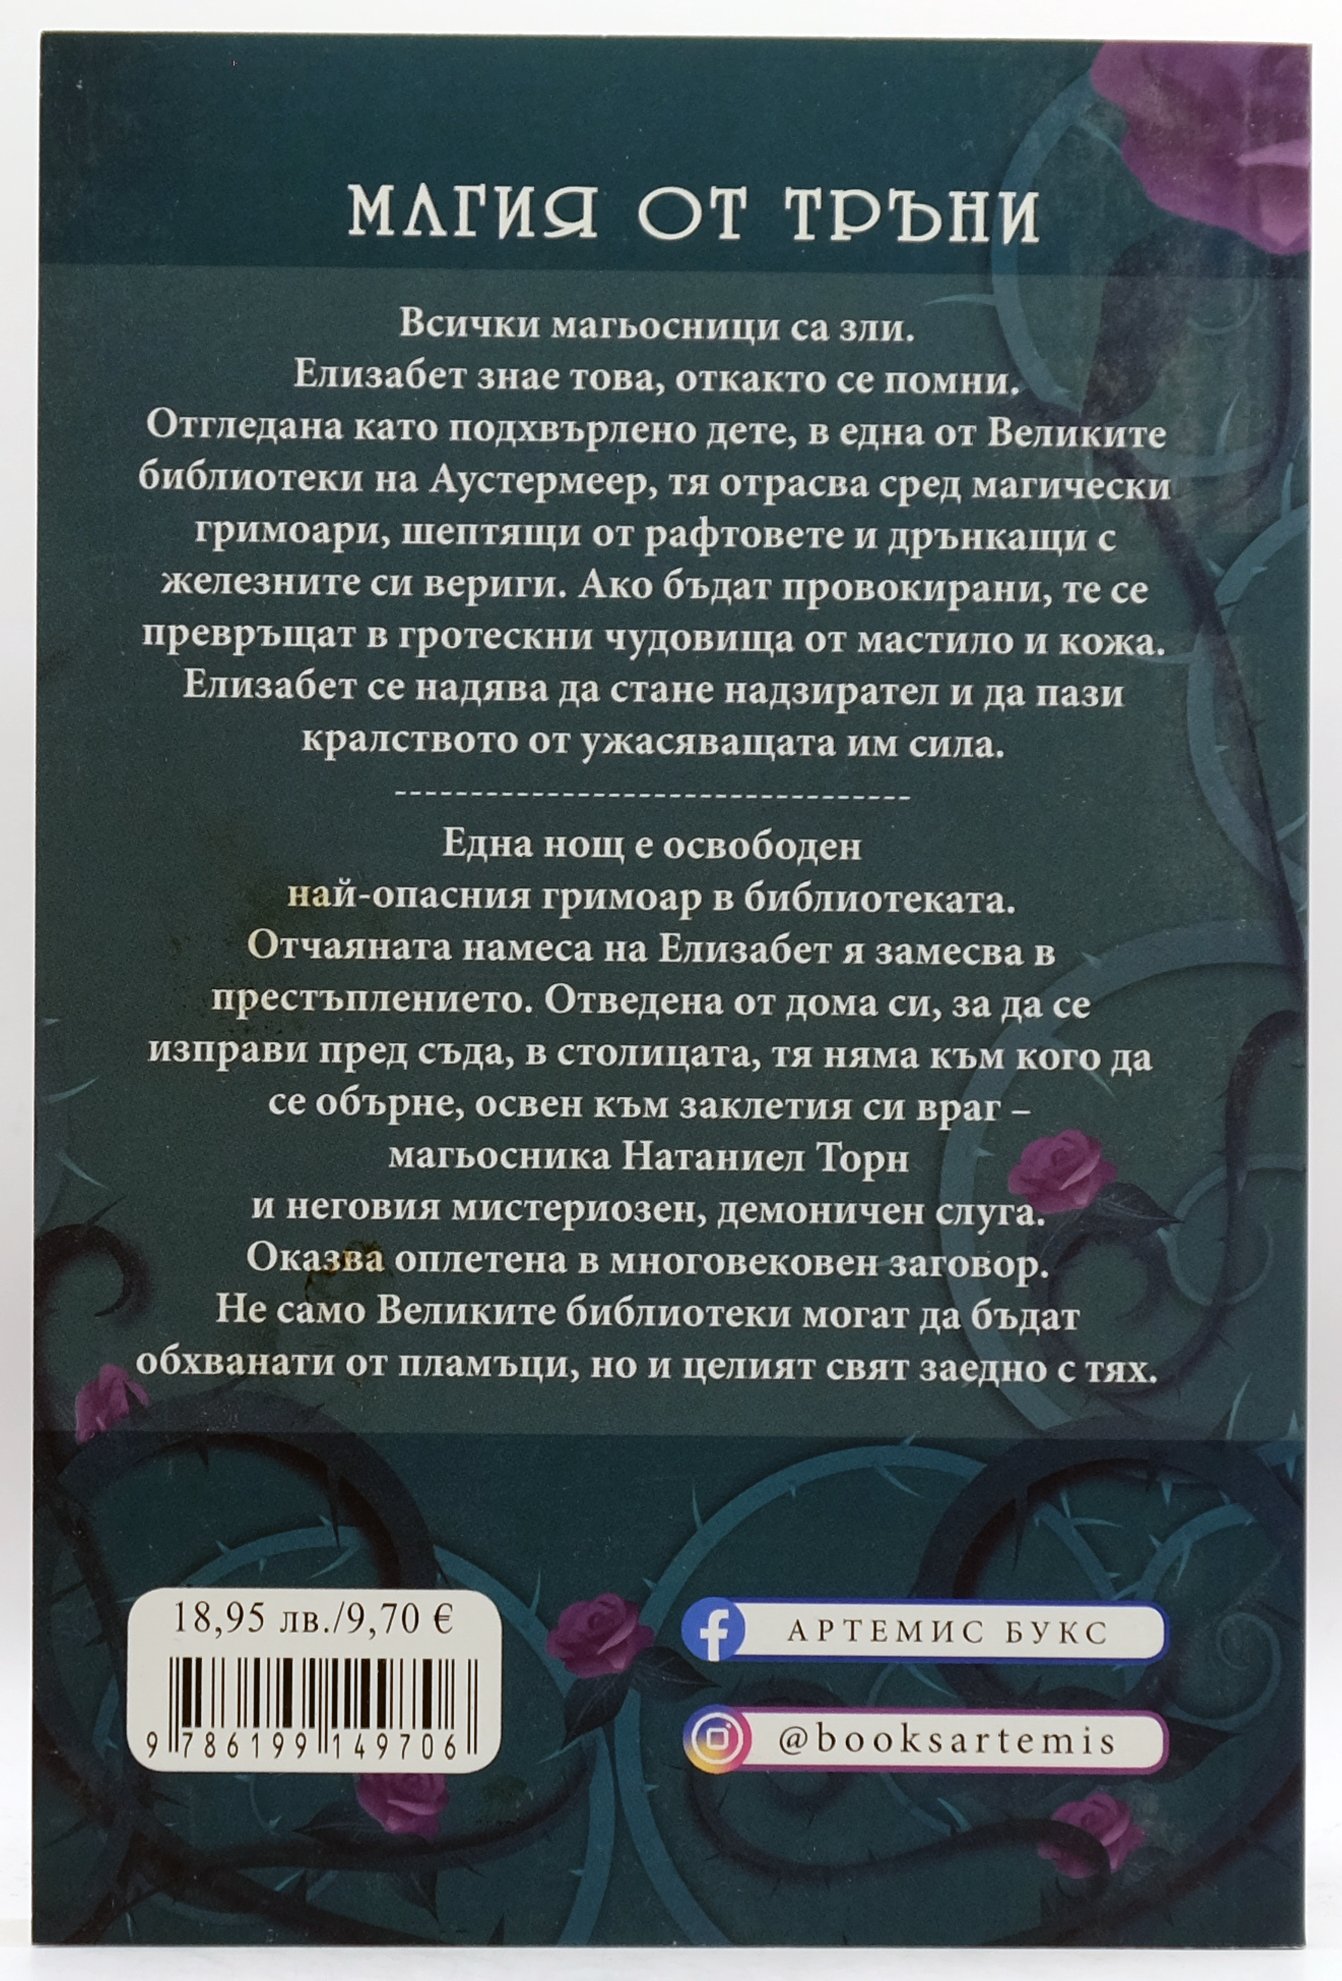 МАГИЯ ОТ ТРЪНИ
Всички магьосници са зли.
Елизабет знае това, откакто се помни.
Отгледана като подхвърлено дете, в една от Великите
библиотеки на Аустермеер, тя отрасва сред магически
гримоари, шептящи от рафтовете и дрънкащи с
железните си вериги. Ако бъдат провокирани, те се
превръщат в гротескни чудовища от мастило и кожа.
Елизабет се надява да стане надзирател и да пази
кралството от ужасяващата им сила.
-----------------------------------
Една нощ е освободен
най-опасния гримоар в библиотеката.
Отчаяната намеса на Елизабет я замесва в
престъплението. Отведена от дома си, за да се
изправи пред съда, в столицата, тя няма към кого да
се обърне, освен към заклетия си враг –
магьосника Натаниел Торн
и неговия мистериозен, демоничен слуга.
Оказва оплетена в многовековен заговор.
Не само Великите библиотеки могат да бъдат
обхванати от пламъци, но и целият свят заедно с тях.
18,95 лв./9,70 €
9 786199 149706
АРТЕМИС БУКС
@booksartemis